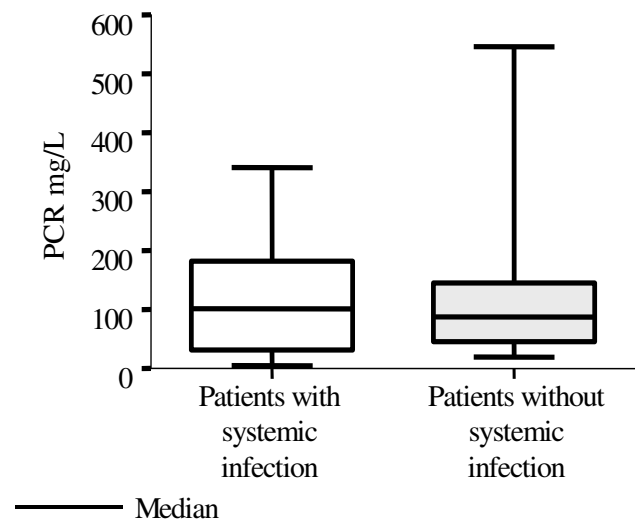 600
500
400
300
200
100
0
PCR mg/L
Patients with
systemic
infection
Patients without
systemic
infection
Median